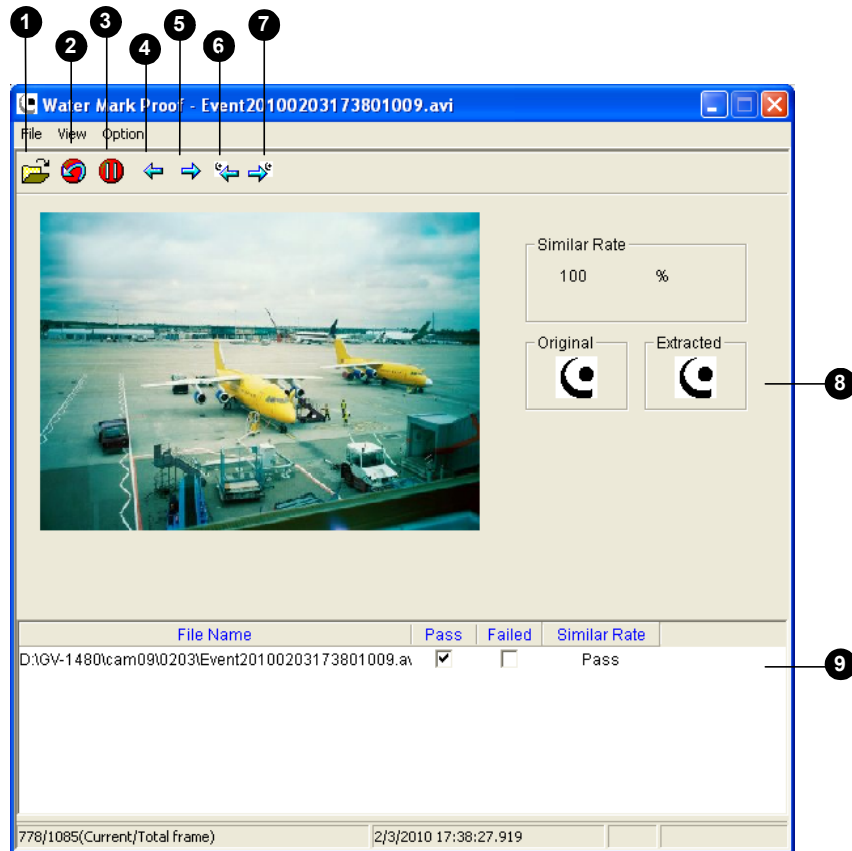 1 2 3 4 5 6 7
Water Mark Proof - Event20100203173801009.avi
File View Option
Similar Rate
100 %
Original Extracted
8
File Name Pass Failed Similar Rate
D:\GV-1480\cam09\0203\Event20100203173801009.a Pass
9
778/1085(Current/Total frame) 2/3/2010 17:38:27.919